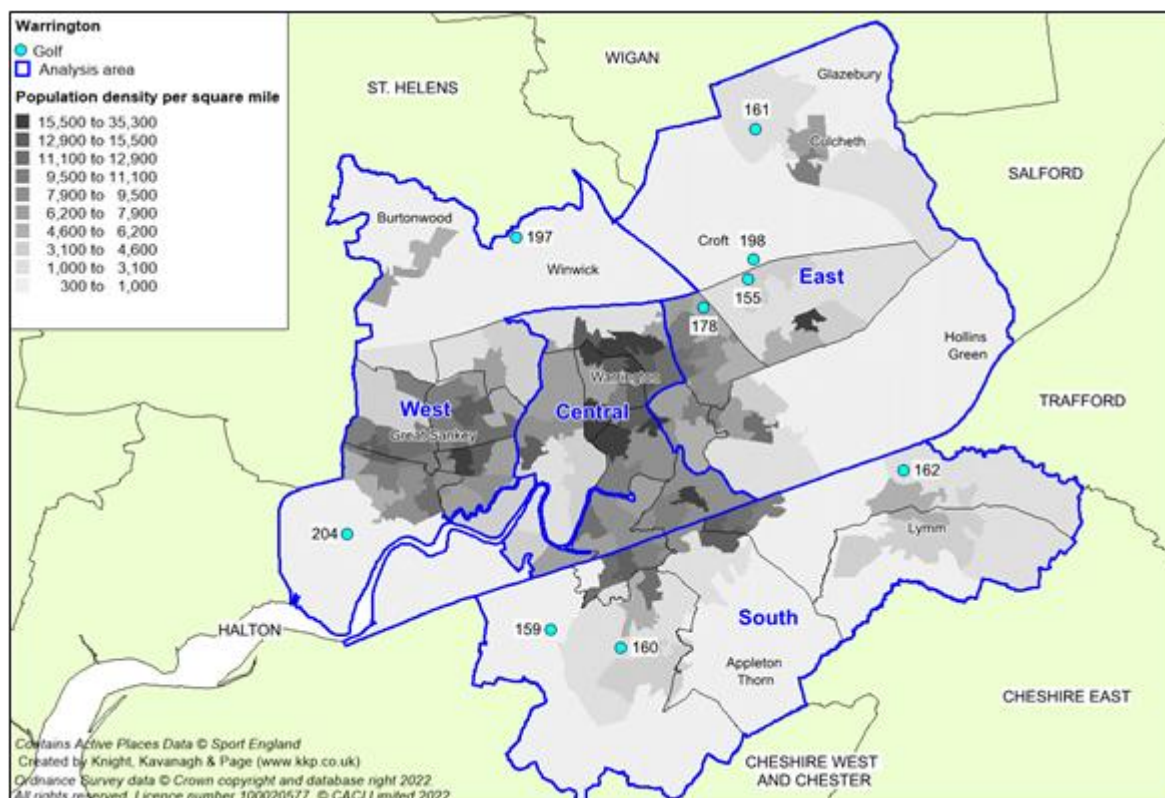 Warrington
Golf
Analysis area
Population density per square mile
15,500 to 35,300
12,900 to 15,500
11,100 to 12,900
9,500 to 11,100
7,900 to 9,500
6,200 to 7,900
4,600 to 6,200
3,100 to 4,600
1,000 to 3,100
300 to 1,000
WIGAN
ST. HELENS
Glazebury
161
Culcheth
SALFORD
Burtonwood
197
Croft
198
Winwick
East
155
178
Hollins
Green
Warrington
TRAFFORD
West
Central
Great Sankey
162
Lymm
204
HALTON
159
160
South
Appleton
Thorn
CHESHIRE EAST
CHESHIRE WEST
AND CHESTER
Contains Active Places Data © Sport England
Created by Knight, Kavanagh & Page (www.kkp.co.uk)
Ordnance Survey data © Crown copyright and database right 2022
All rights reserved. Licence number 100020577. © CACI Limited 2022